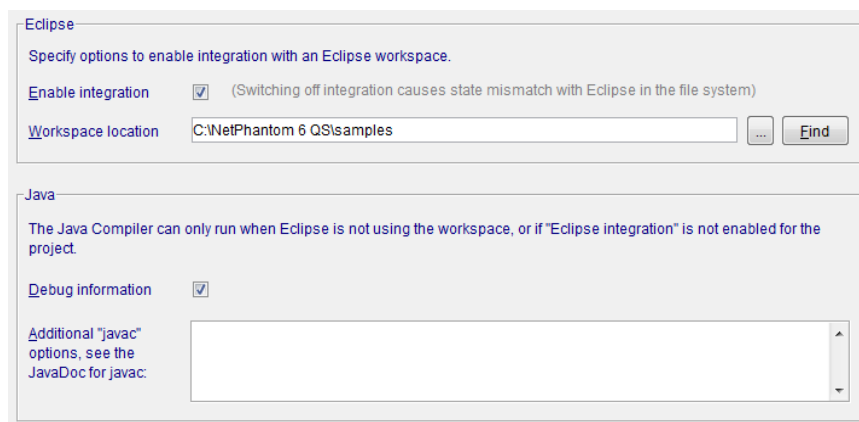 Eclipse
Specify options to enable integration with an Eclipse workspace.
Enable integration (Switching off integration causes state mismatch with Eclipse in the file system)
Workspace location C:\NetPhantom 6 QS\samples ... Find
Java
The Java Compiler can only run when Eclipse is not using the workspace, or if "Eclipse integration" is not enabled for the
project.
Debug information
Additional "javac"
options, see the
JavaDoc for javac: